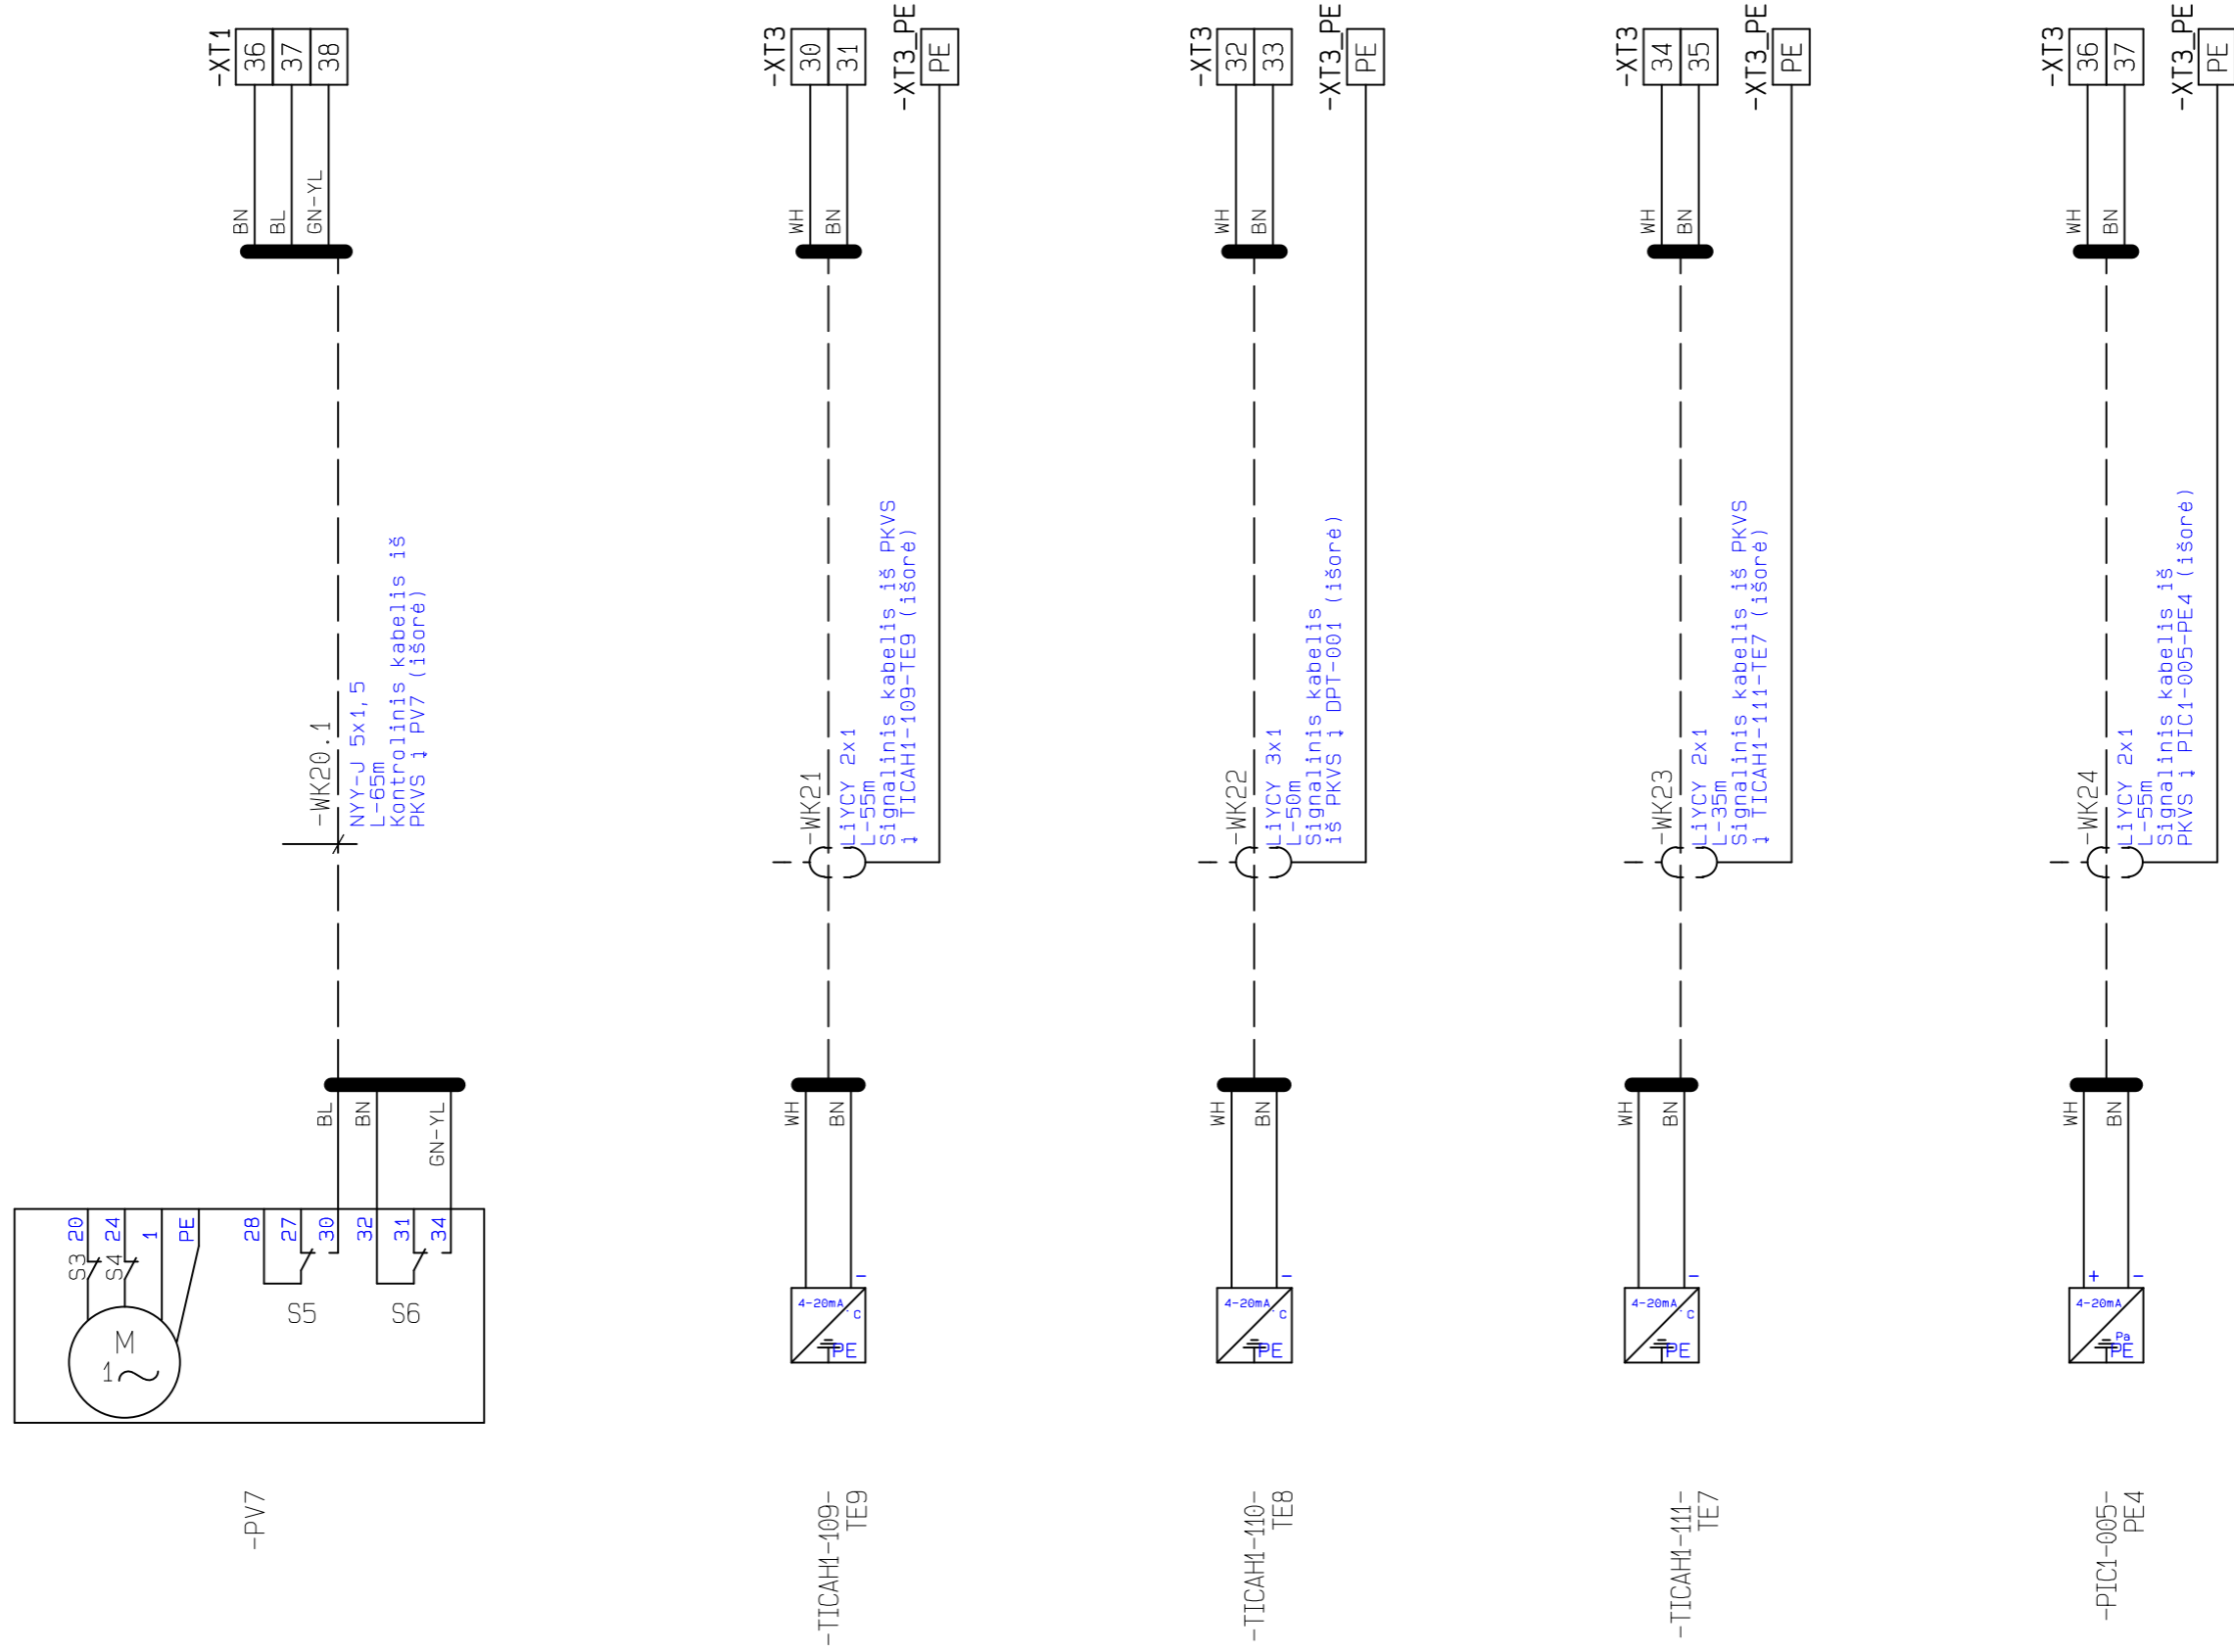 -XT1
36
37
38
BN
BL
GN-YL
-WK20.1
NYY-J 5x1,5
L-65m
Kontrolinis kabelis iš
PKVS į PV7 (išorė)
BL
BN
GN-YL
20
24
1
PE
28
27
30
32
31
34
S3
S4
S5
S6
M
1
-PV7
-XT3
30
31
-XT3_PE
PE
WH
BN
-WK21
LiYCY 2x1
L-55m
Signalinis kabelis iš PKVS
į TICAH1-109-TE9 (išorė)
WH
BN
-
4-20mA
°C
PE
-TICAH1-109-
TE9
-XT3
32
33
-XT3_PE
PE
WH
BN
-WK22
LiYCY 3x1
L-50m
Signalinis kabelis
iš PKVS į DPT-001 (išorė)
WH
BN
-
4-20mA
°C
PE
-TICAH1-110-
TE8
-XT3
34
35
-XT3_PE
PE
WH
BN
-WK23
LiYCY 2x1
L-35m
Signalinis kabelis iš PKVS
į TICAH1-111-TE7 (išorė)
WH
BN
-
4-20mA
°C
PE
-TICAH1-111-
TE7
-XT3
36
37
-XT3_PE
PE
WH
BN
-WK24
LiYCY 2x1
L-55m
Signalinis kabelis iš
PKVS į PIC1-005-PE4 (išorė)
WH
BN
+
-
4-20mA
Pa
PE
-PIC1-005-
PE4